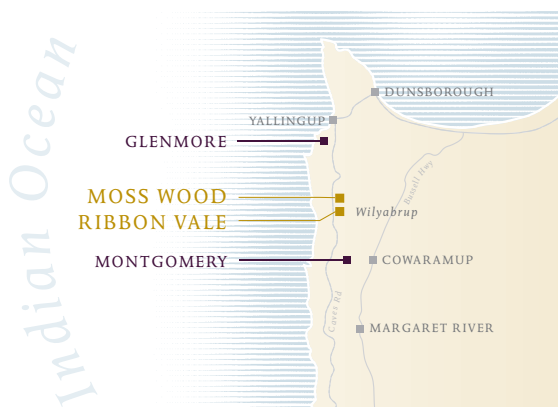 Indian Ocean
DUNSBOROUGH
YALLINGUP
GLENMORE
Bussell Hwy
MOSS WOOD
Wilyabrup
RIBBON VALE
MONTGOMERY
COWARAMUP
Caves Rd
MARGARET RIVER